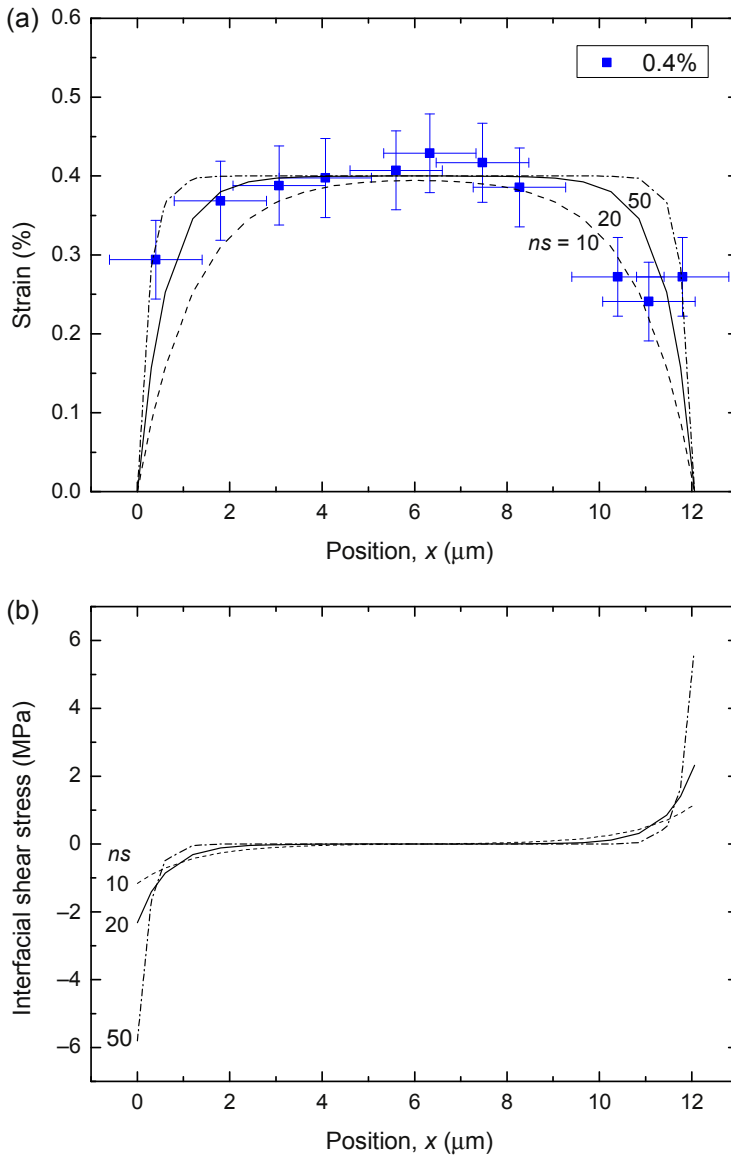 (a)
0.6
0.5
0.4
0.3
0.2
0.1
0.0
Strain (%)
0.4%
50
20
ns = 10
0 2 4 6 8 10 12
Position, x (μm)
(b)
6
4
2
0
−2
−4
−6
Interfacial shear stress (MPa)
ns
10
20
50
0 2 4 6 8 10 12
Position, x (μm)